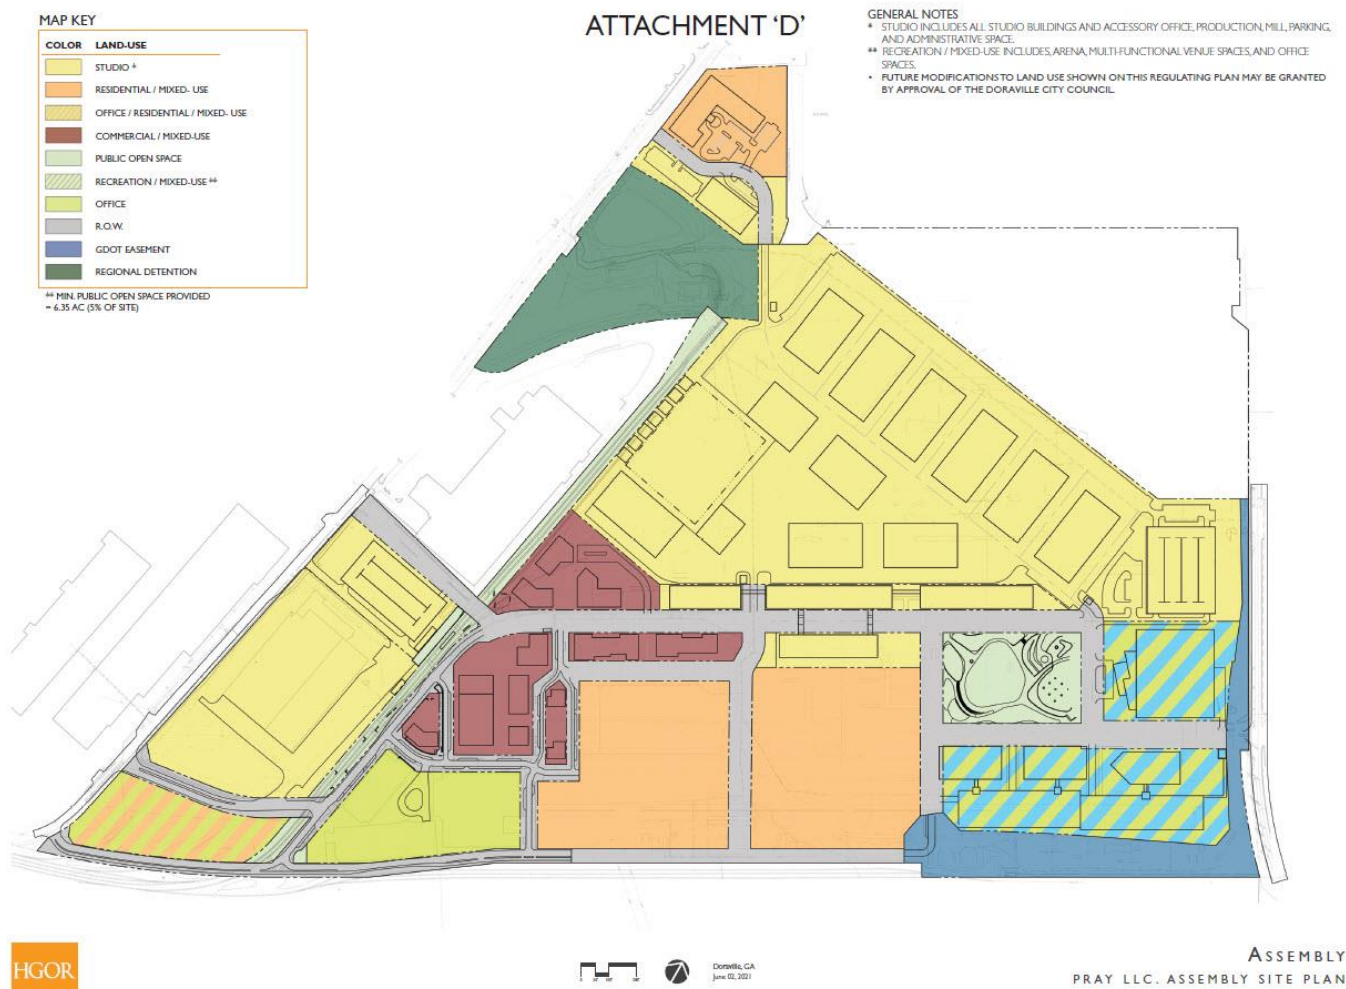 MAP KEY
COLOR LAND-USE
STUDIO *
RESIDENTIAL / MIXED- USE
OFFICE / RESIDENTIAL / MIXED- USE
COMMERCIAL / MIXED-USE
PUBLIC OPEN SPACE
RECREATION / MIXED-USE **
OFFICE
R.O.W.
GDOT EASEMENT
REGIONAL DETENTION
** MIN. PUBLIC OPEN SPACE PROVIDED
= 6.35 AC (5% OF SITE)
ATTACHMENT ‘D’
GENERAL NOTES
* STUDIO INCLUDES ALL STUDIO BUILDINGS AND ACCESSORY OFFICE, PRODUCTION, MILL, PARKING,
AND ADMINISTRATIVE SPACE.
** RECREATION / MIXED-USE INCLUDES, ARENA, MULTI-FUNCTIONAL VENUE SPACES, AND OFFICE
SPACES.
• FUTURE MODIFICATIONS TO LAND USE SHOWN ON THIS REGULATING PLAN MAY BE GRANTED
BY APPROVAL OF THE DORAVILLE CITY COUNCIL.
HGOR
Doraville, GA
June 02, 2021
ASSEMBLY
PRAY LLC. ASSEMBLY SITE PLAN